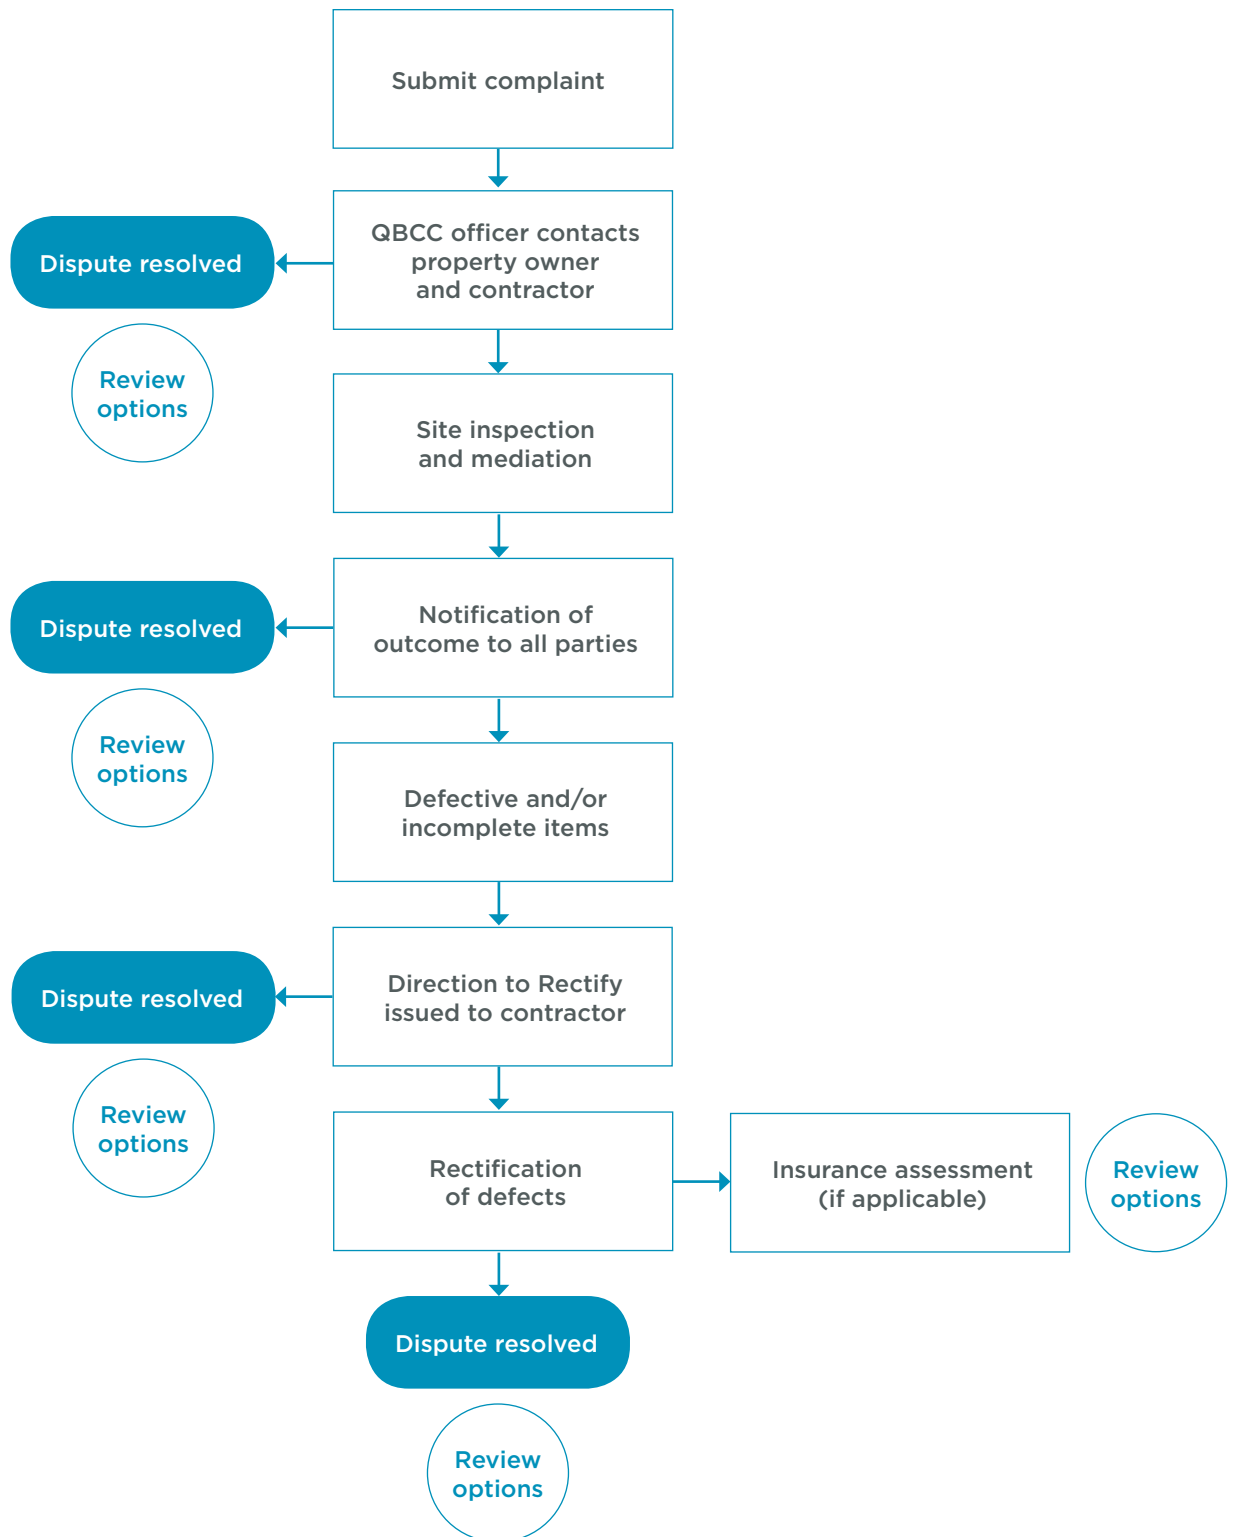 Submit complaint
QBCC officer contacts
property owner
and contractor
Dispute resolved
Review
options
Site inspection
and mediation
Notification of
outcome to all parties
Dispute resolved
Review
options
Defective and/or
incomplete items
Direction to Rectify
issued to contractor
Dispute resolved
Review
options
Rectification
of defects
Insurance assessment
(if applicable)
Review
options
Dispute resolved
Review
options